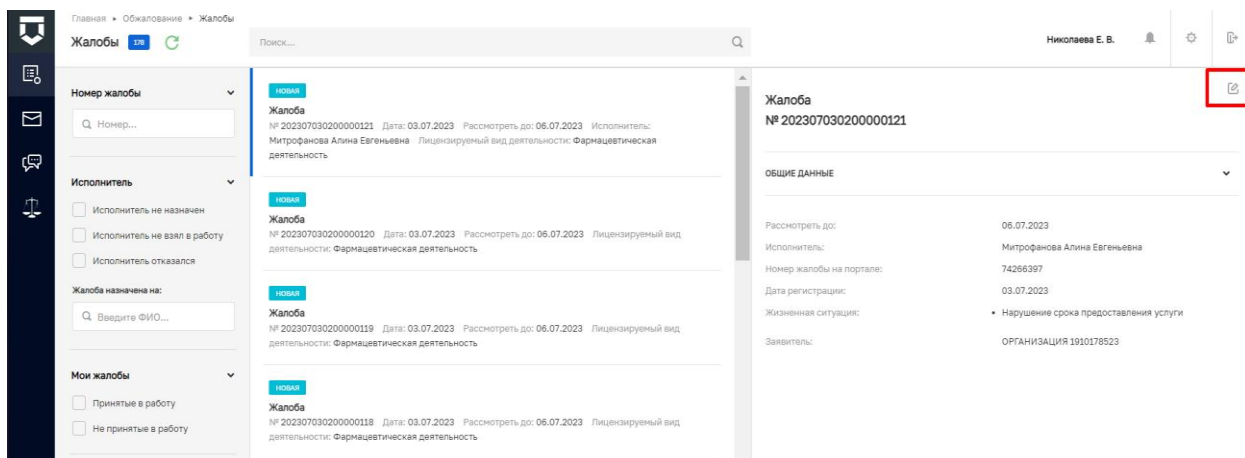 Главная ▸ Обжалование ▸ Жалобы
Жалобы 178
Поиск...
Николаева Е. В.
Номер жалобы
Номер...
Исполнитель
Исполнитель не назначен
Исполнитель не взял в работу
Исполнитель отказался
Жалоба назначена на:
Введите ФИО...
Мои жалобы
Принятые в работу
Не принятые в работу
НОВАЯ
Жалоба
№ 202307030200000121 Дата: 03.07.2023 Рассмотреть до: 06.07.2023 Исполнитель:
Митрофанова Алина Евгеньевна Лицензируемый вид деятельности: Фармацевтическая
деятельность
НОВАЯ
Жалоба
№ 202307030200000120 Дата: 03.07.2023 Рассмотреть до: 06.07.2023 Лицензируемый вид
деятельности: Фармацевтическая деятельность
НОВАЯ
Жалоба
№ 202307030200000119 Дата: 03.07.2023 Рассмотреть до: 06.07.2023 Лицензируемый вид
деятельности: Фармацевтическая деятельность
НОВАЯ
Жалоба
№ 202307030200000118 Дата: 03.07.2023 Рассмотреть до: 06.07.2023 Лицензируемый вид
деятельности: Фармацевтическая деятельность
Жалоба
№ 202307030200000121
ОБЩИЕ ДАННЫЕ
Рассмотреть до: 06.07.2023
Исполнитель: Митрофанова Алина Евгеньевна
Номер жалобы на портале: 74266397
Дата регистрации: 03.07.2023
Жизненная ситуация: • Нарушение срока предоставления услуги
Заявитель: ОРГАНИЗАЦИЯ 1910178523